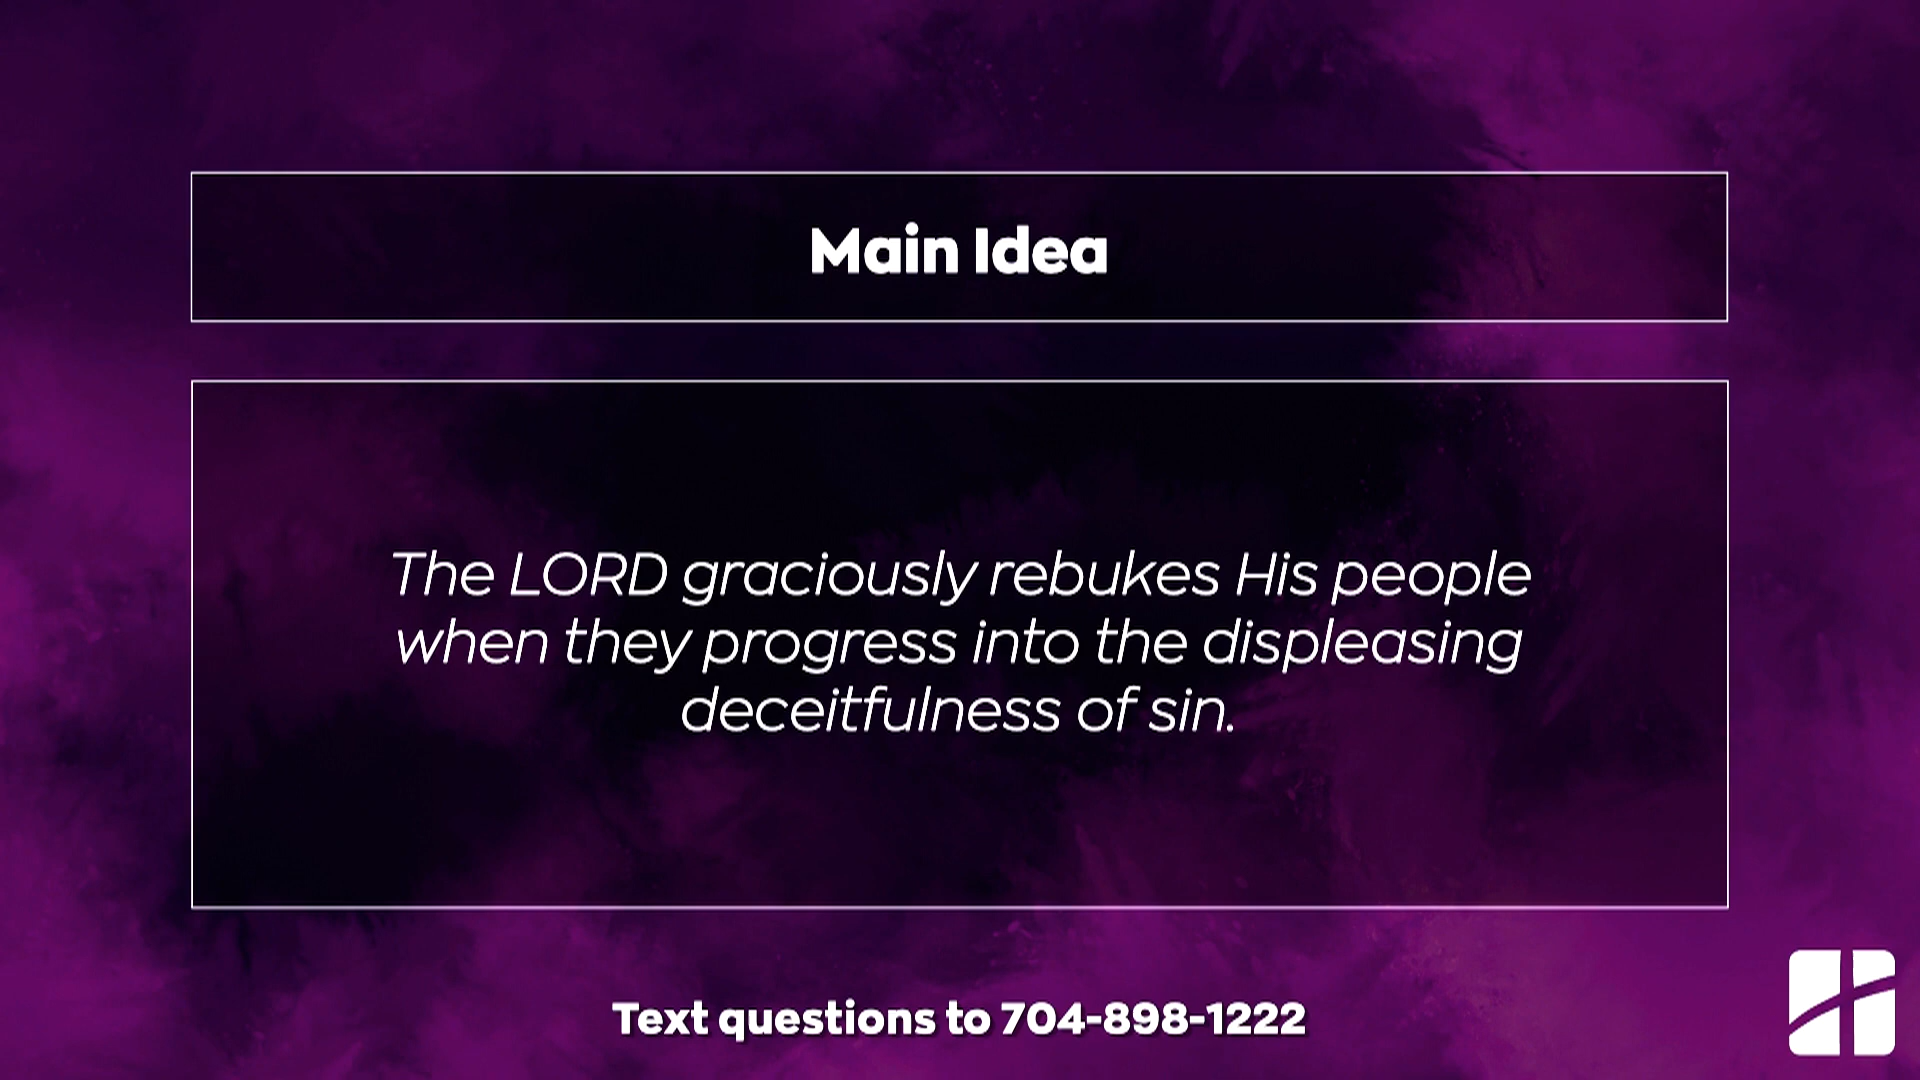 Main Idea
The LORD graciously rebukes His people
when they progress into the displeasing
deceitfulness of sin.
Text questions to 704-898-1222